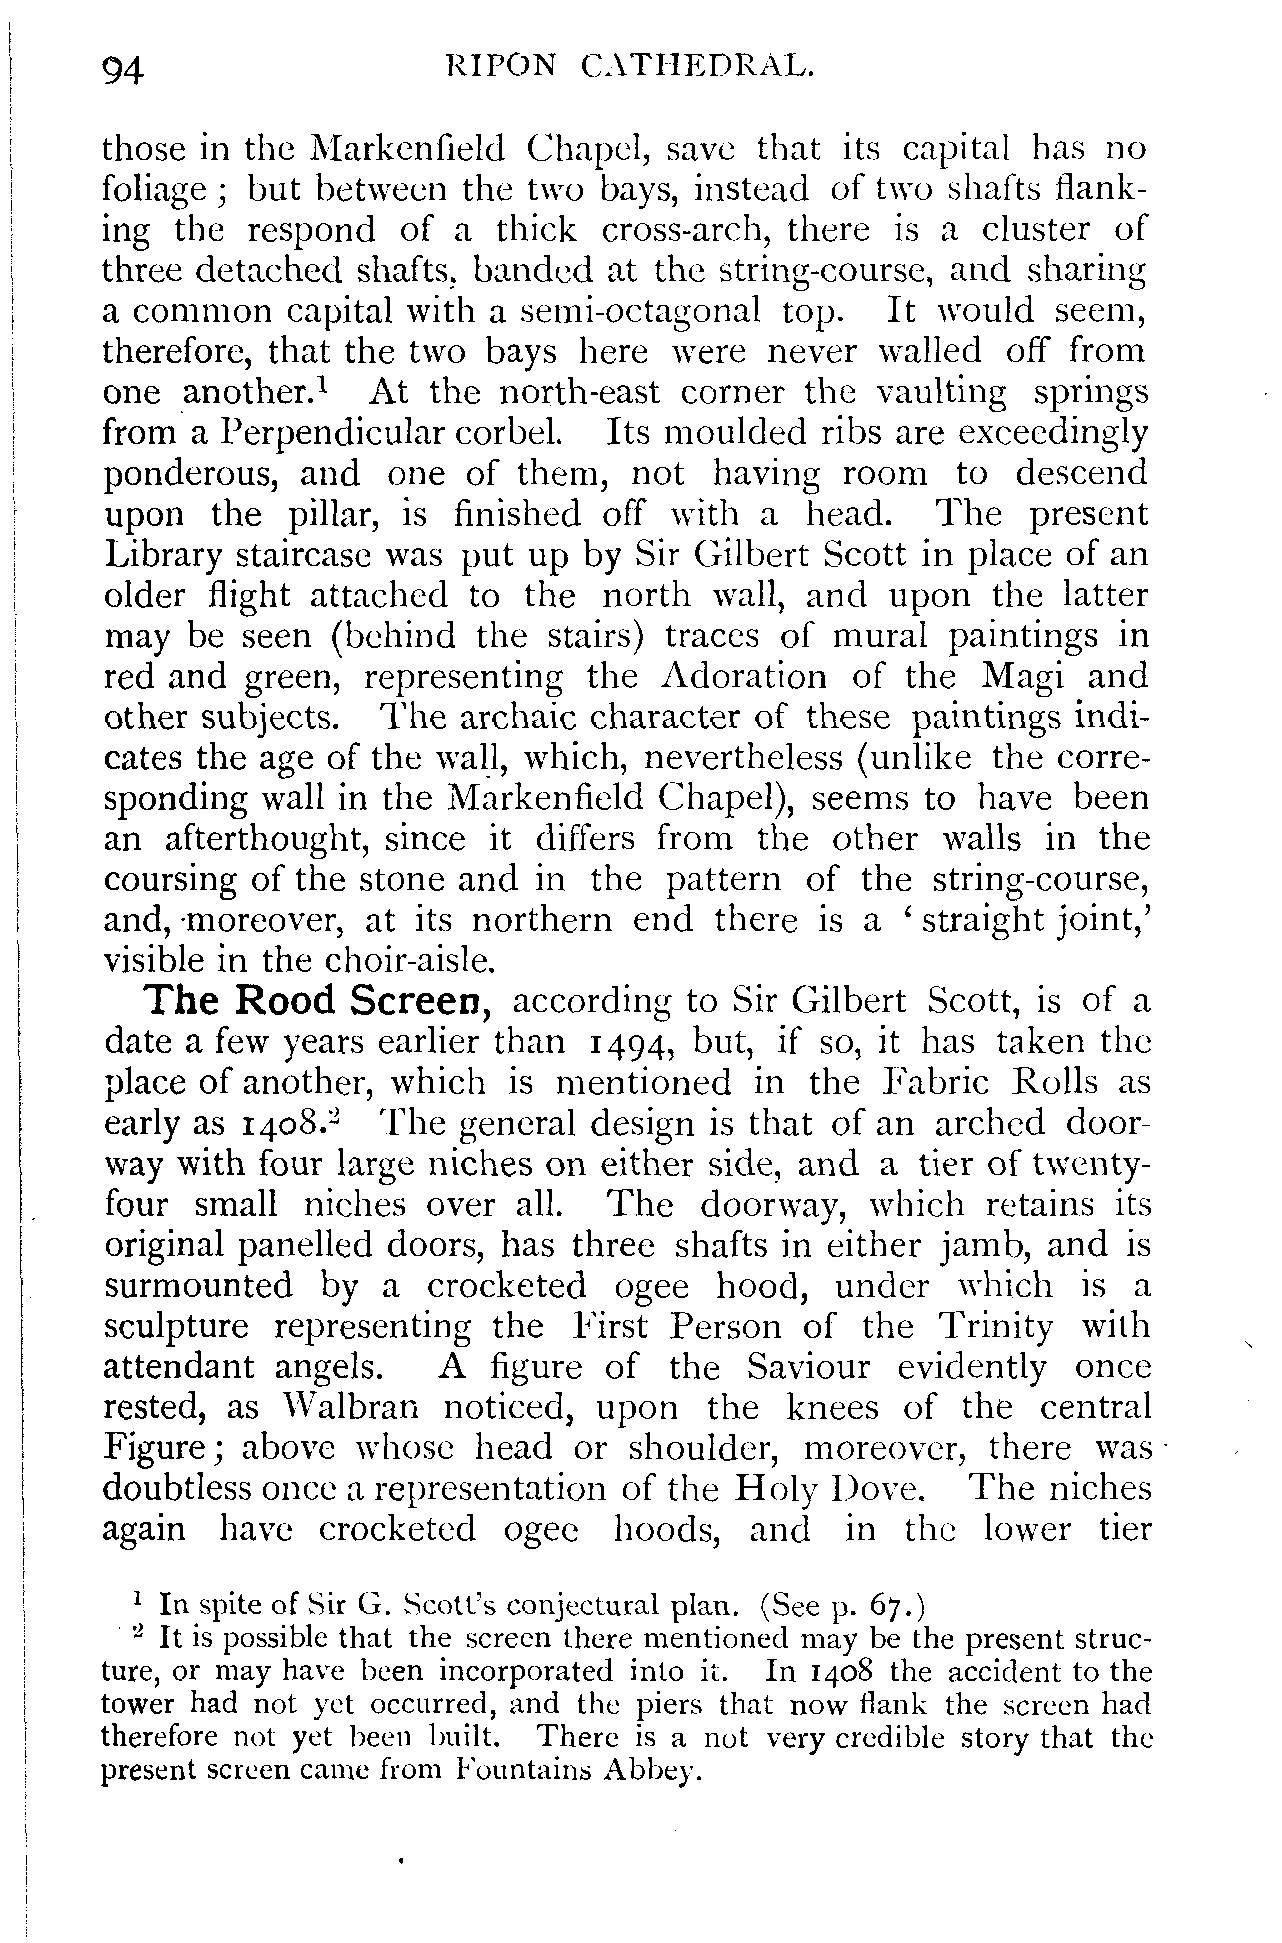 94 RIPON CATHEDRAL.
those in the Markenfield Chapel, save that its capital has no
foliage ; but between the two bays, instead of two shafts flank-
ing the respond of a thick cross-arch, there is a cluster of
three detached shafts, banded at the string-course, and sharing
a common capital with a semi-octagonal top. It would seem,
therefore, that the two bays here were never walled off from
one another.¹ At the north-east corner the vaulting springs
from a Perpendicular corbel. Its moulded ribs are exceedingly
ponderous, and one of them, not having room to descend
upon the pillar, is finished off with a head. The present
Library staircase was put up by Sir Gilbert Scott in place of an
older flight attached to the north wall, and upon the latter
may be seen (behind the stairs) traces of mural paintings in
red and green, representing the Adoration of the Magi and
other subjects. The archaic character of these paintings indi-
cates the age of the wall, which, nevertheless (unlike the corre-
sponding wall in the Markenfield Chapel), seems to have been
an afterthought, since it differs from the other walls in the
coursing of the stone and in the pattern of the string-course,
and, moreover, at its northern end there is a ‘ straight joint,’
visible in the choir-aisle.
The Rood Screen, according to Sir Gilbert Scott, is of a
date a few years earlier than 1494, but, if so, it has taken the
place of another, which is mentioned in the Fabric Rolls as
early as 1408.² The general design is that of an arched door-
way with four large niches on either side, and a tier of twenty-
four small niches over all. The doorway, which retains its
original panelled doors, has three shafts in either jamb, and is
surmounted by a crocketed ogee hood, under which is a
sculpture representing the First Person of the Trinity with
attendant angels. A figure of the Saviour evidently once
rested, as Walbran noticed, upon the knees of the central
Figure ; above whose head or shoulder, moreover, there was
doubtless once a representation of the Holy Dove. The niches
again have crocketed ogee hoods, and in the lower tier
¹ In spite of Sir G. Scott’s conjectural plan. (See p. 67.)
² It is possible that the screen there mentioned may be the present struc-
ture, or may have been incorporated into it. In 1408 the accident to the
tower had not yet occurred, and the piers that now flank the screen had
therefore not yet been built. There is a not very credible story that the
present screen came from Fountains Abbey.